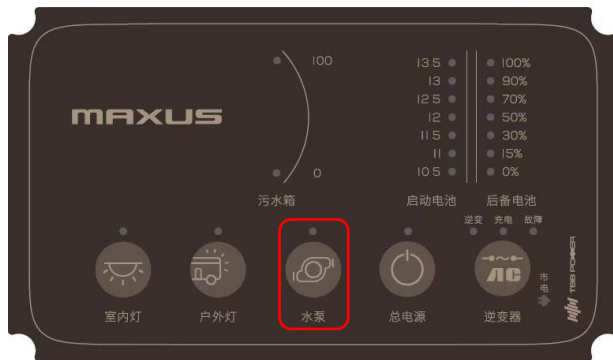 MAXUS
100
0
污水箱
13.5 100%
13 90%
12.5 70%
12 50%
11.5 30%
11 15%
10.5 0%
启动电池 后备电池
逆变 充电 故障
AC
市电
TBB POWER
室内灯 户外灯 水泵 总电源 逆变器